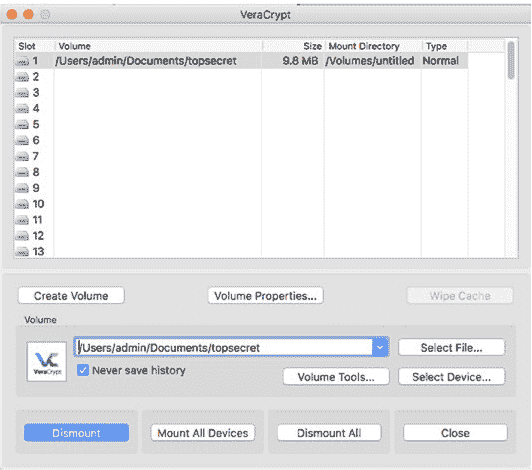 VeraCrypt
Slot Volume Size Mount Directory Type
1 /Users/admin/Documents/topsecret 9.8 MB /Volumes/untitled Normal
2
3
4
5
6
7
8
9
10
11
12
13
Create Volume Volume Properties... Wipe Cache
Volume
/Users/admin/Documents/topsecret Select File...
VeraCrypt Never save history Volume Tools... Select Device...
Dismount Mount All Devices Dismount All Close